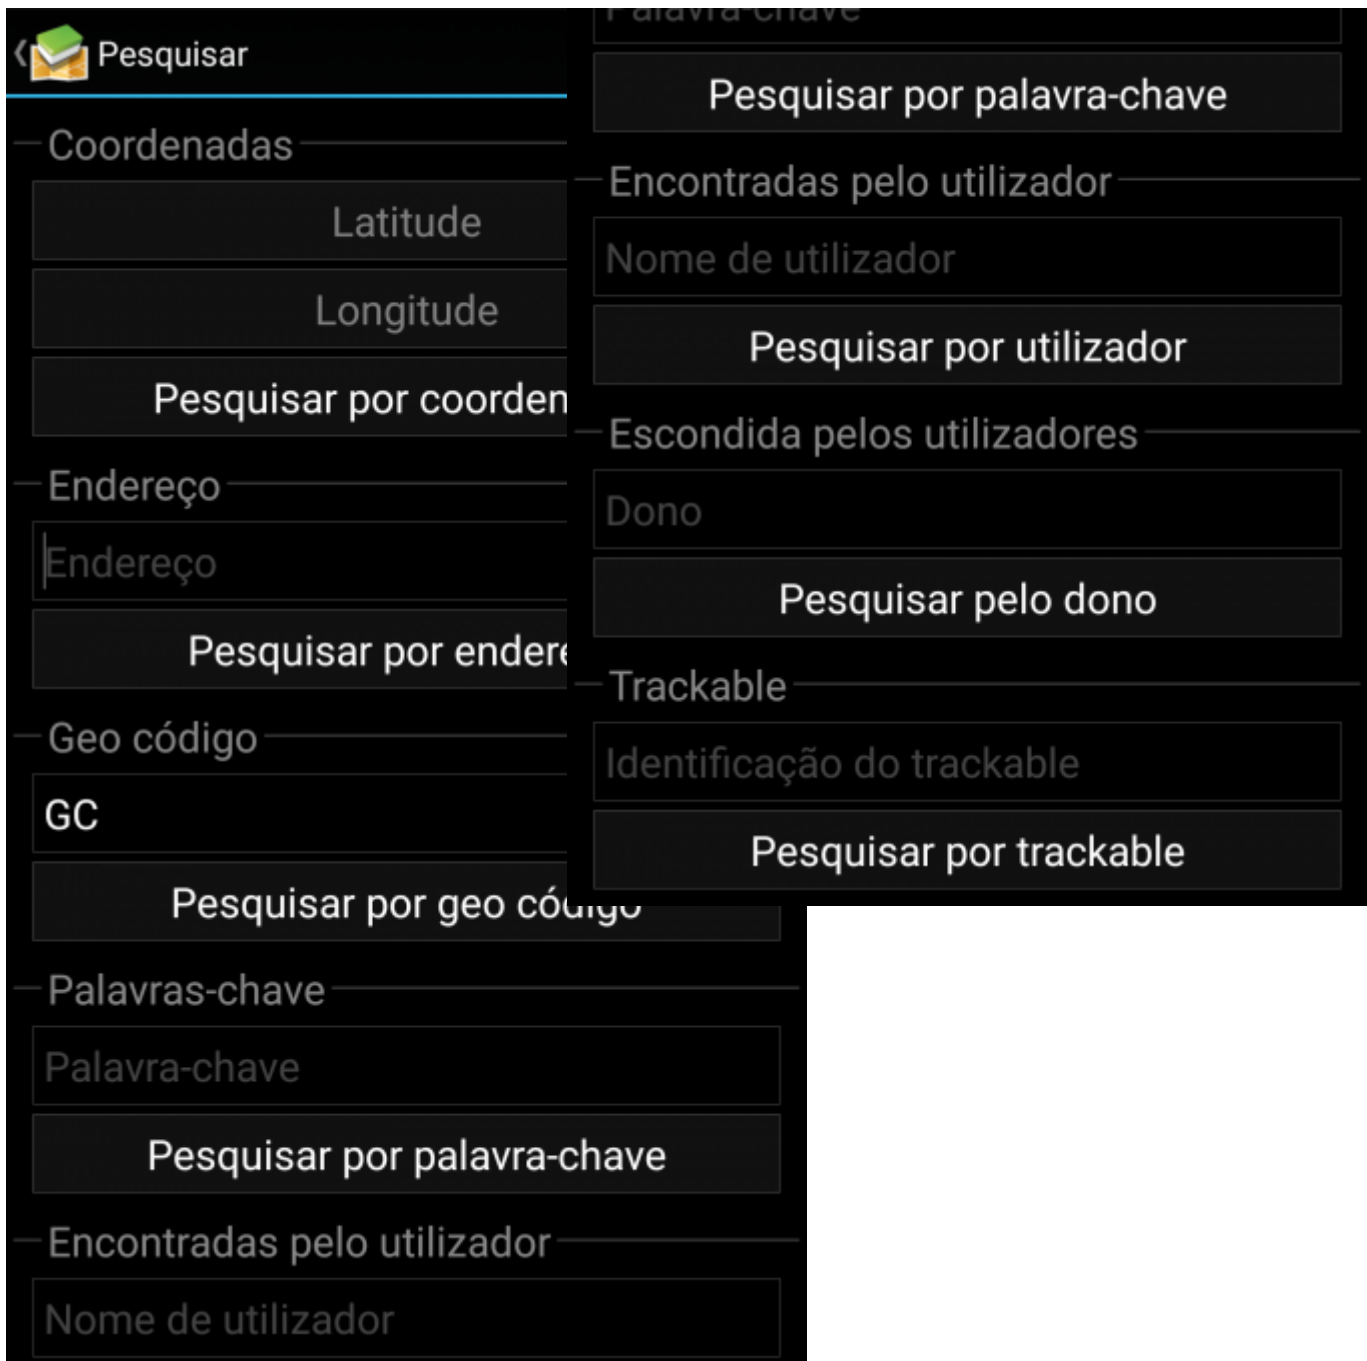 Pesquisar
Coordenadas
Latitude
Longitude
Pesquisar por coorden
Endereço
Endereço
Pesquisar por endere
Geo código
GC
Pesquisar por geo código
Palavras-chave
Palavra-chave
Pesquisar por palavra-chave
Encontradas pelo utilizador
Nome de utilizador
Palavra-chave
Pesquisar por palavra-chave
Encontradas pelo utilizador
Nome de utilizador
Pesquisar por utilizador
Escondida pelos utilizadores
Dono
Pesquisar pelo dono
Trackable
Identificação do trackable
Pesquisar por trackable